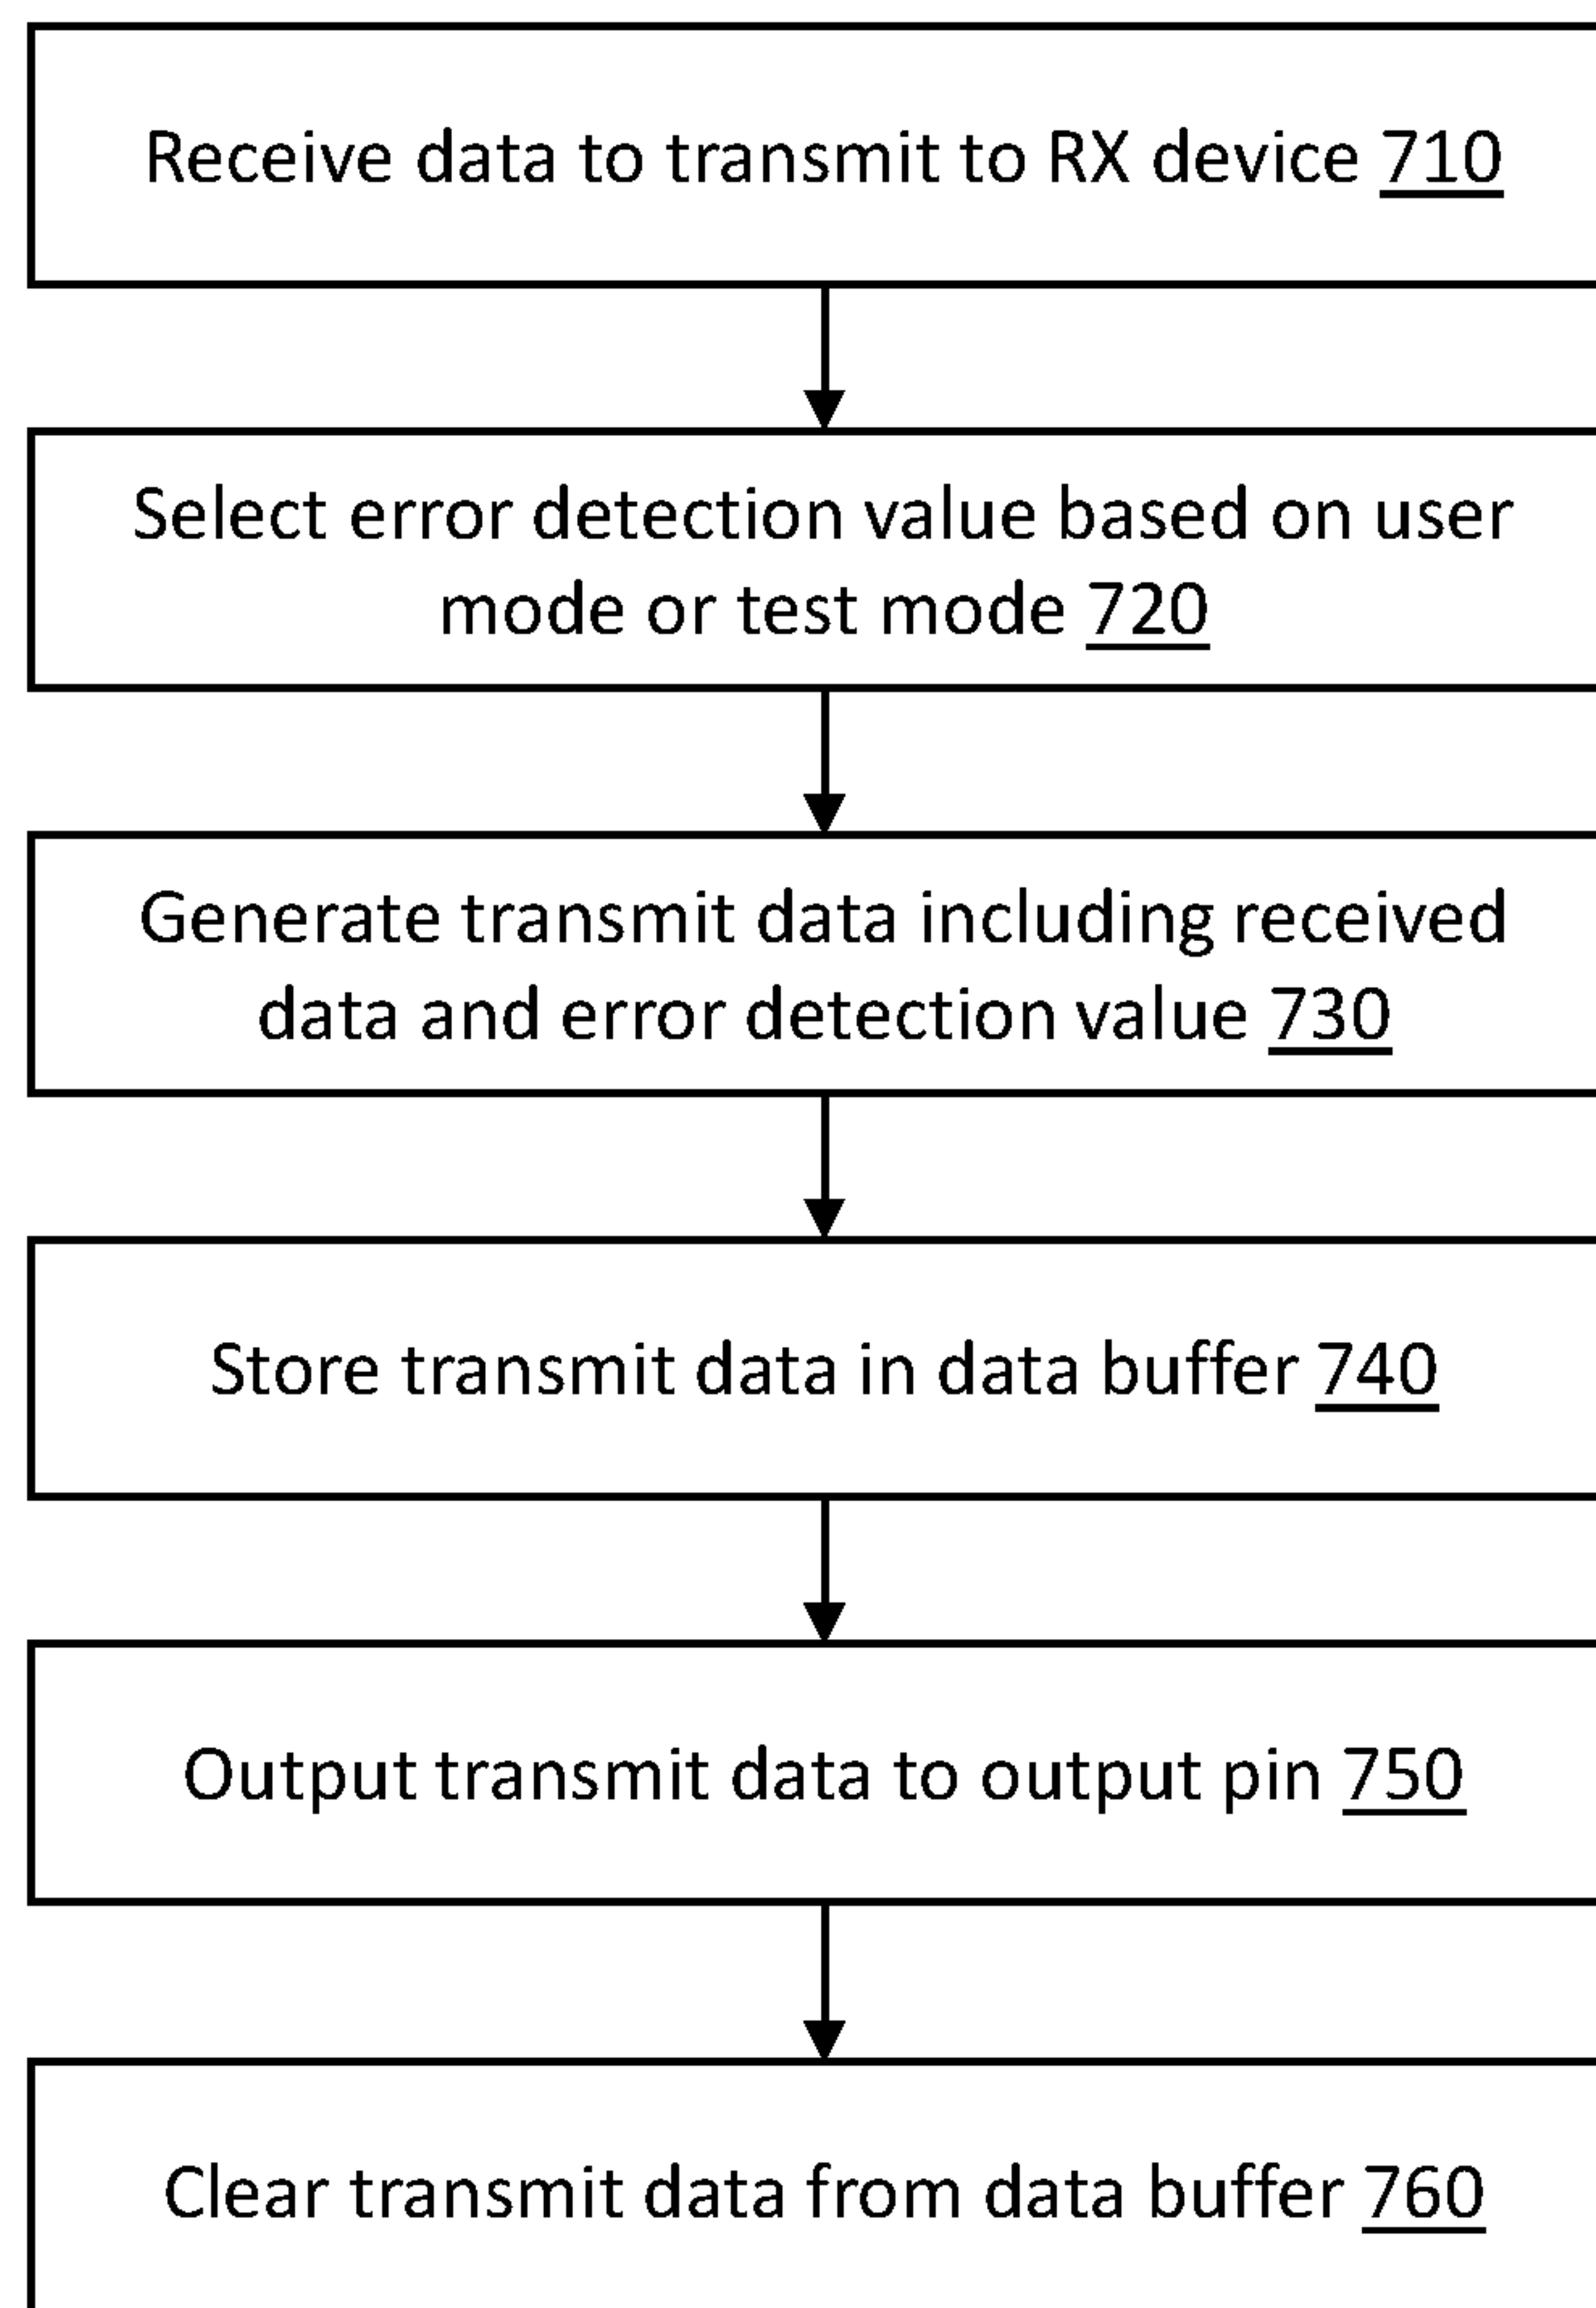 Receive data to transmit to RX device 710
Select error detection value based on user
mode or test mode 720
Generate transmit data including received
data and error detection value 730
Store transmit data in data buffer 740
Output transmit data to output pin 750
Clear transmit data from data buffer 760